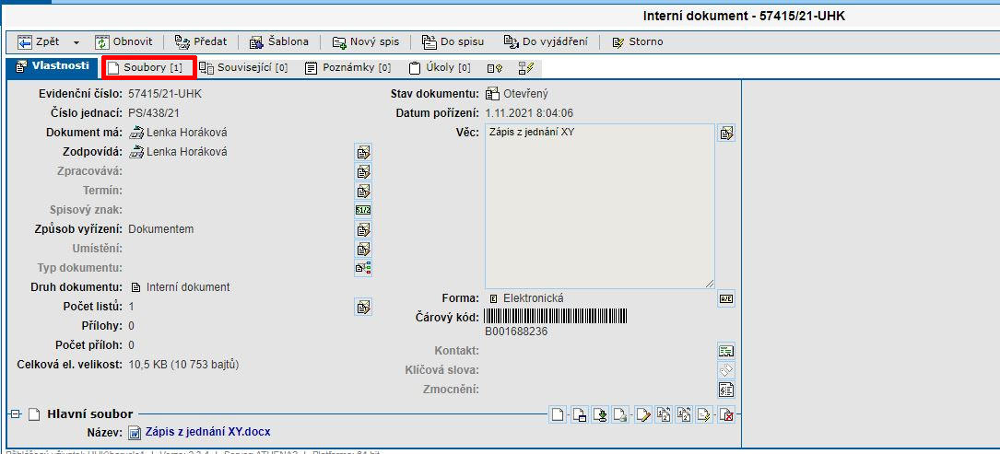 Interní dokument - 57415/21-UHK
Zpět Obnovit Předat Šablona Nový spis Do spisu Do vyjádření Storno
Vlastnosti Soubory [1] Související [0] Poznámky [0] Úkoly [0]
Evidenční číslo: 57415/21-UHK
Číslo jednací: PS/438/21
Dokument má: Lenka Horáková
Zodpovídá: Lenka Horáková
Zpracovává:
Termín:
Spisový znak:
Způsob vyřízení: Dokumentem
Umístění:
Typ dokumentu:
Druh dokumentu: Interní dokument
Počet listů: 1
Přílohy: 0
Počet příloh: 0
Celková el. velikost: 10,5 KB (10 753 bajtů)
Stav dokumentu: Otevřený
Datum pořízení: 1.11.2021 8:04:06
Věc: Zápis z jednání XY
Forma: Elektronická
Čárový kód:
B001688236
Kontakt:
Klíčová slova:
Zmocnění:
Hlavní soubor
Název: Zápis z jednání XY.docx